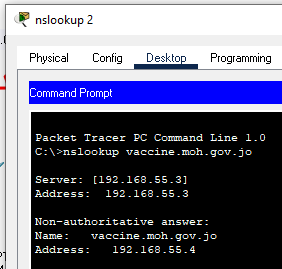 nslookup 2
Physical Config Desktop Programming
Command Prompt
Packet Tracer PC Command Line 1.0
C:\>nslookup vaccine.moh.gov.jo
Server: [192.168.55.3]
Address: 192.168.55.3
Non-authoritative answer:
Name: vaccine.moh.gov.jo
Address: 192.168.55.4